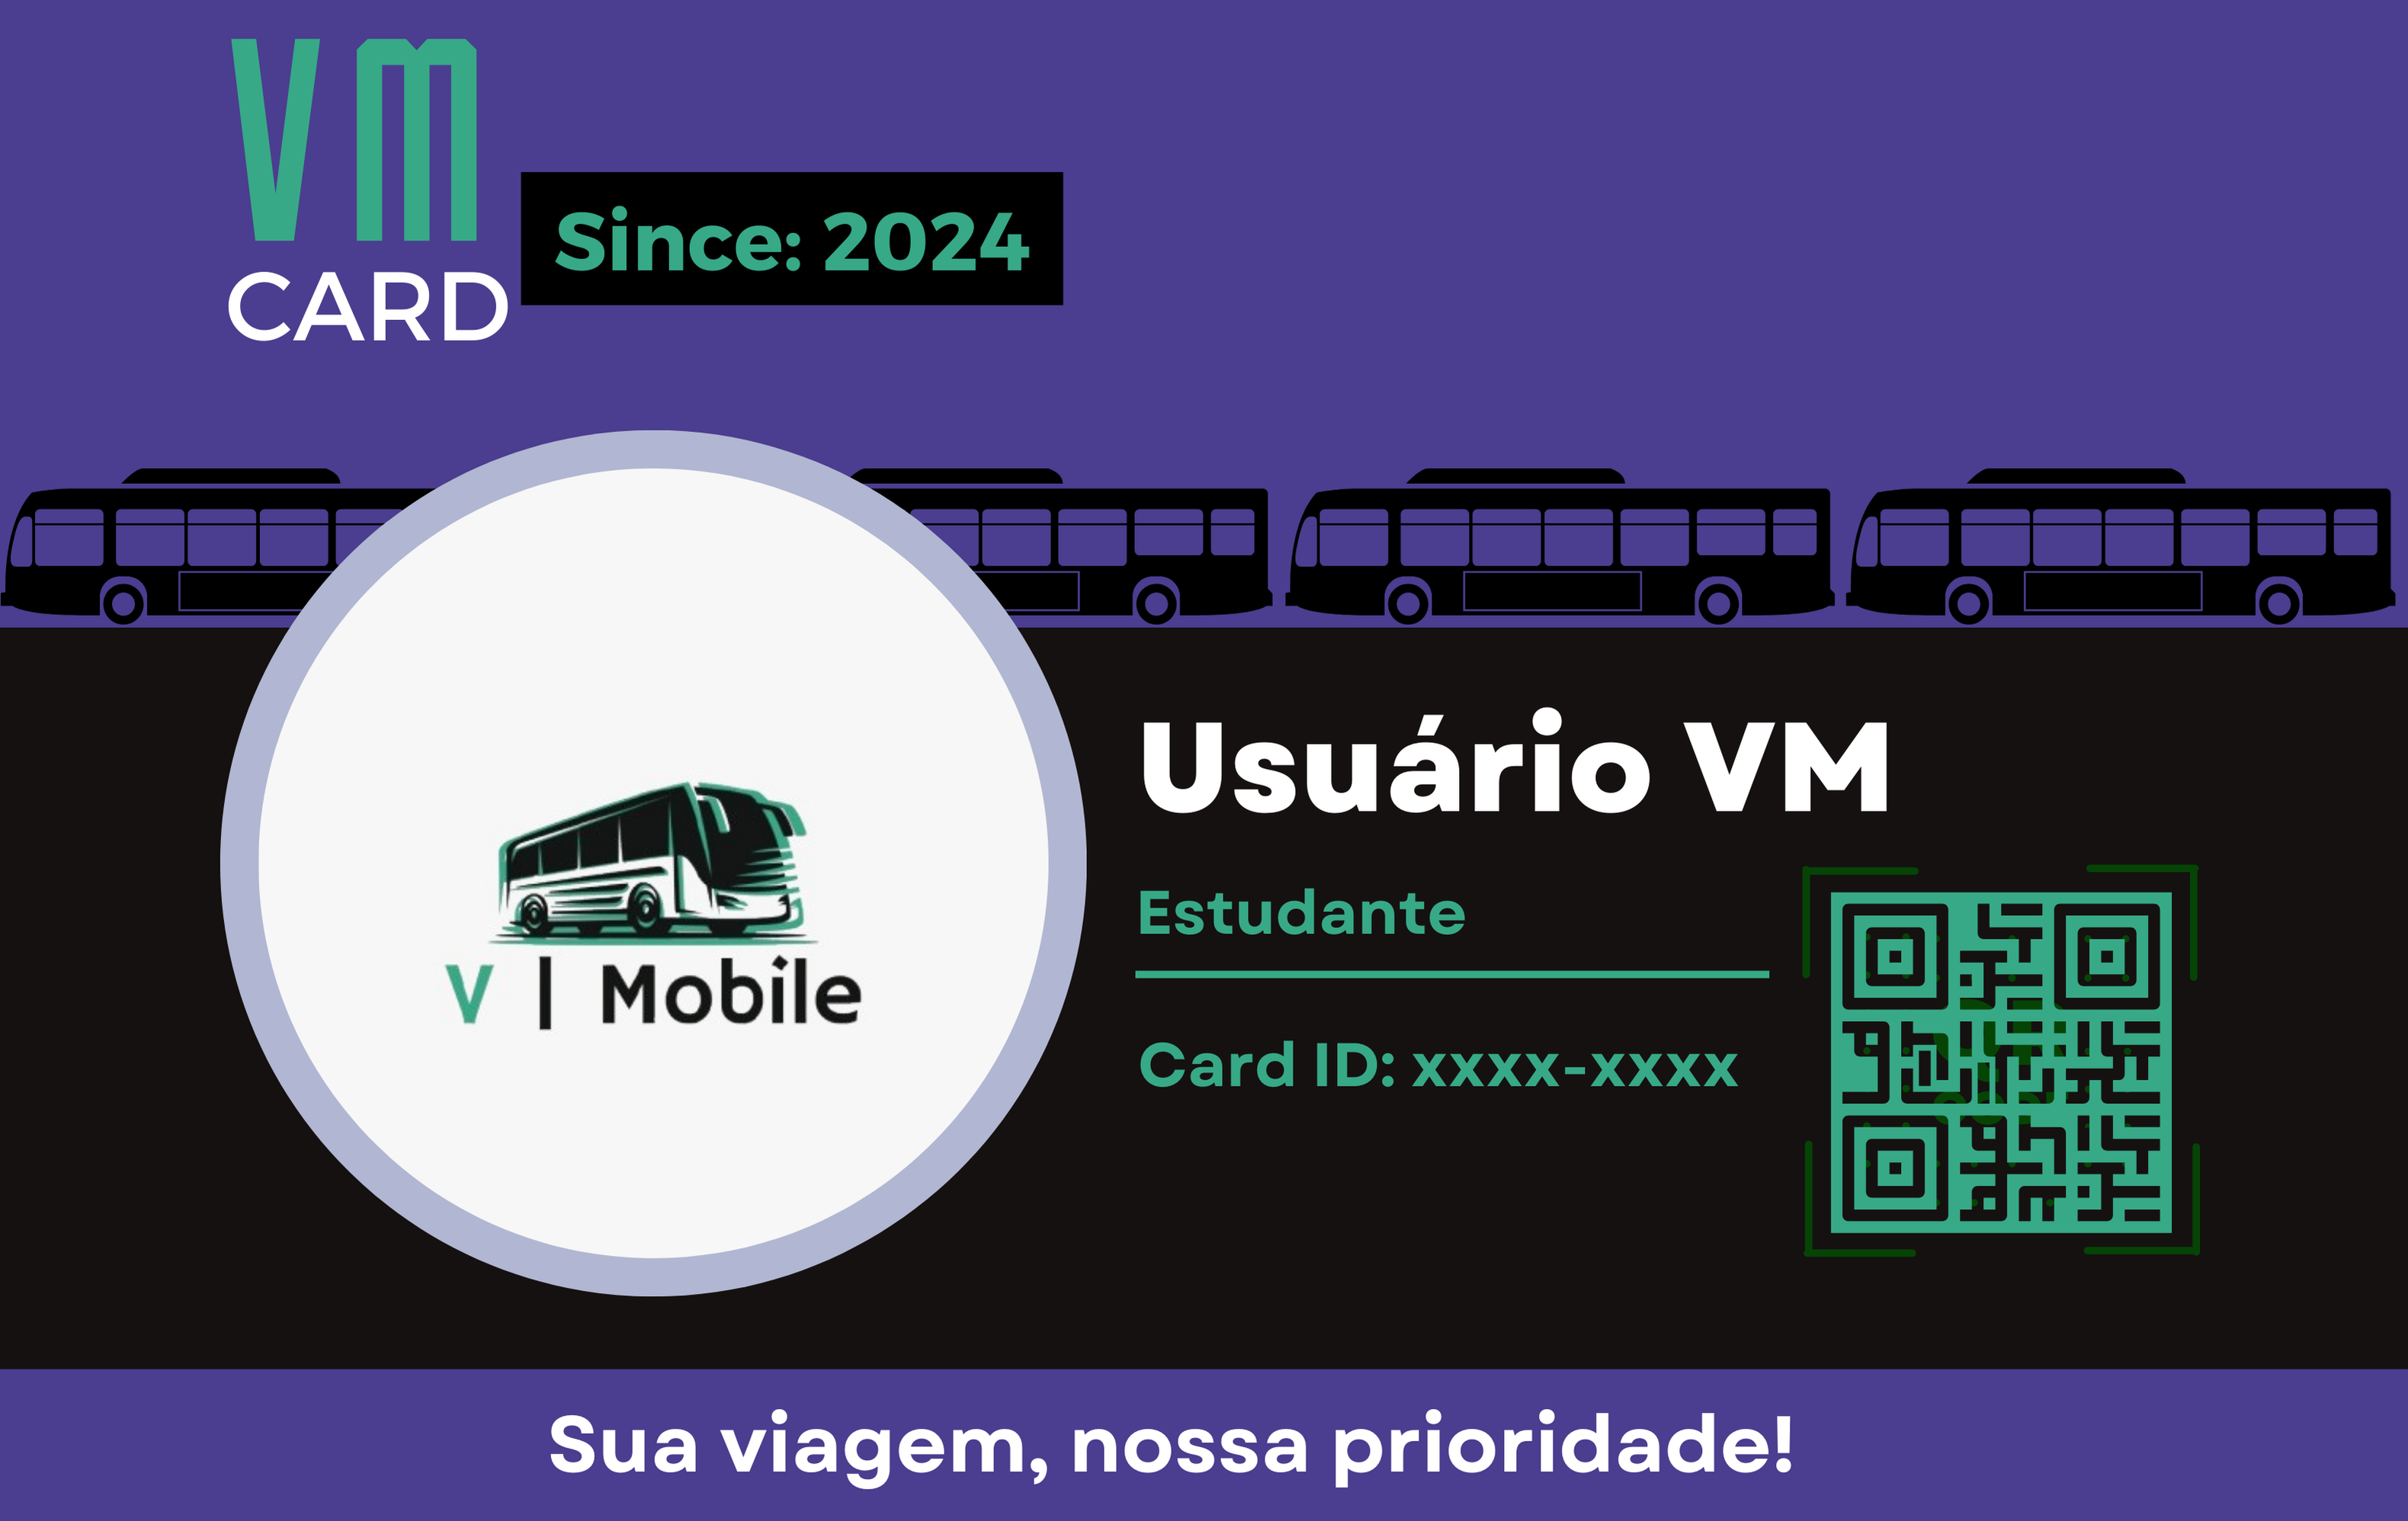 VM
CARD
Since: 2024
V | Mobile
Usuário VM
Estudante
Card ID: xxxx-xxxx
Sua viagem, nossa prioridade!